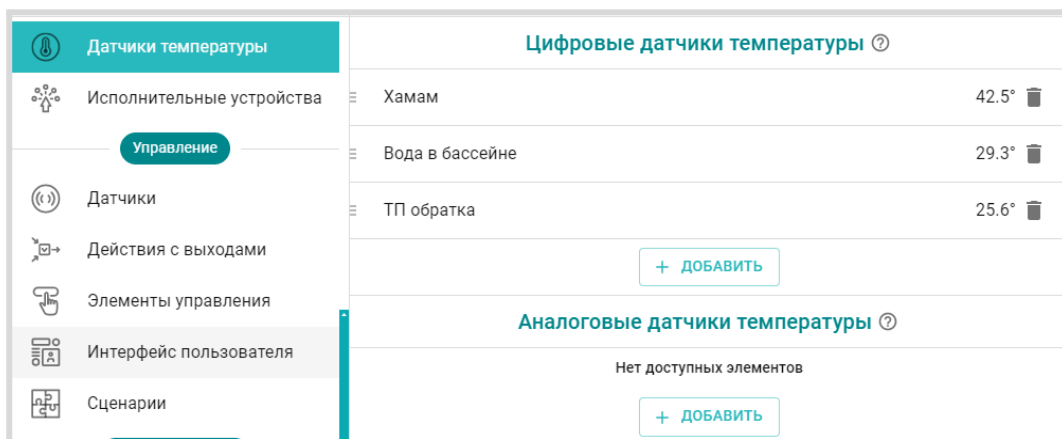 Датчики температуры
Исполнительные устройства
Управление
Датчики
Действия с выходами
Элементы управления
Интерфейс пользователя
Сценарии
Цифровые датчики температуры
Хамам 42.5°
Вода в бассейне 29.3°
ТП обратка 25.6°
+ ДОБАВИТЬ
Аналоговые датчики температуры
Нет доступных элементов
+ ДОБАВИТЬ